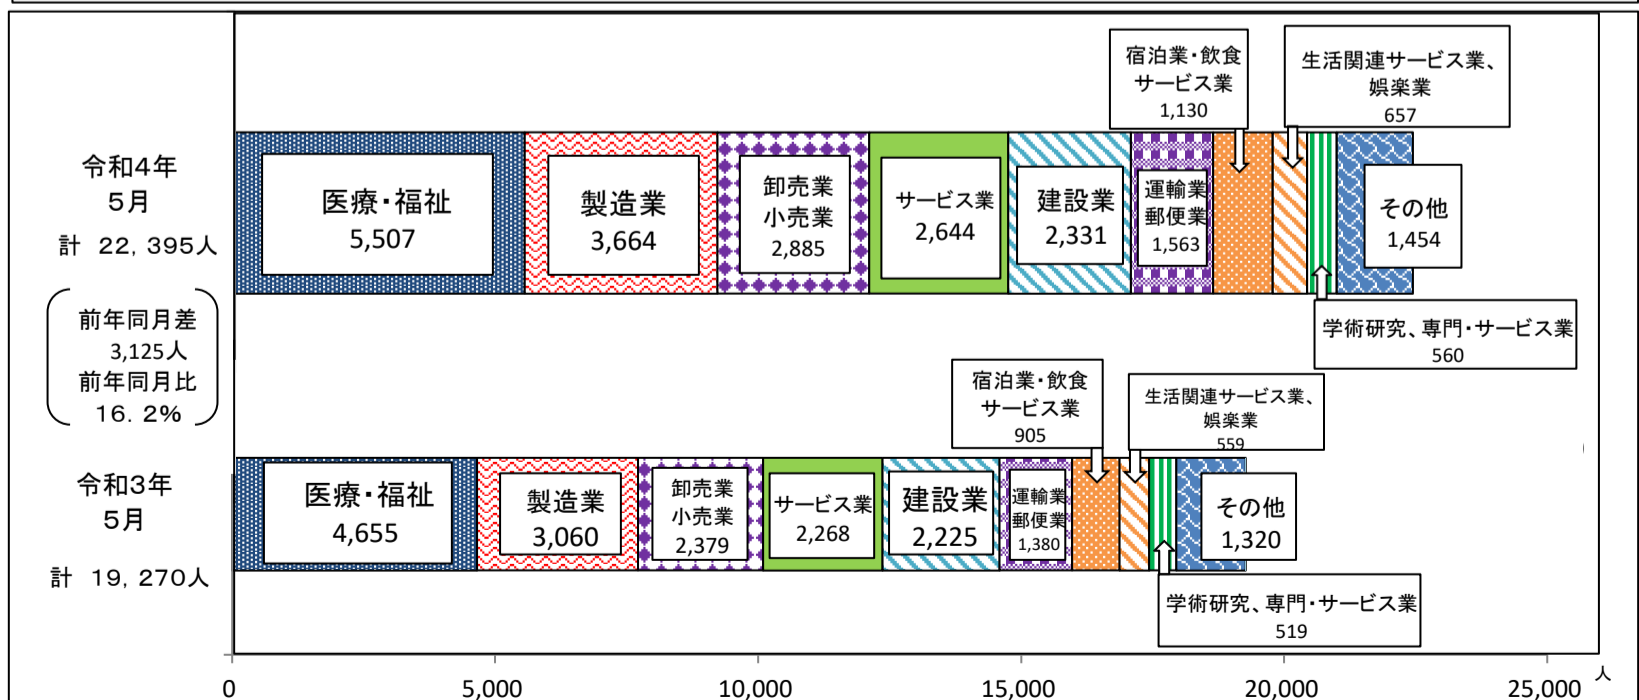 宿泊業・飲食
サービス業
1,130
生活関連サービス業、
娯楽業
657
令和4年
5月
計 22,395人
医療・福祉
5,507
製造業
3,664
卸売業
小売業
2,885
サービス業
2,644
建設業
2,331
運輸業
郵便業
1,563
その他
1,454
学術研究、専門・サービス業
560
前年同月差
3,125人
前年同月比
16.2%
宿泊業・飲食
サービス業
905
生活関連サービス業、
娯楽業
559
令和3年
5月
計 19,270人
医療・福祉
4,655
製造業
3,060
卸売業
小売業
2,379
サービス業
2,268
建設業
2,225
運輸業
郵便業
1,380
その他
1,320
学術研究、専門・サービス業
519
0 5,000 10,000 15,000 20,000 25,000 人